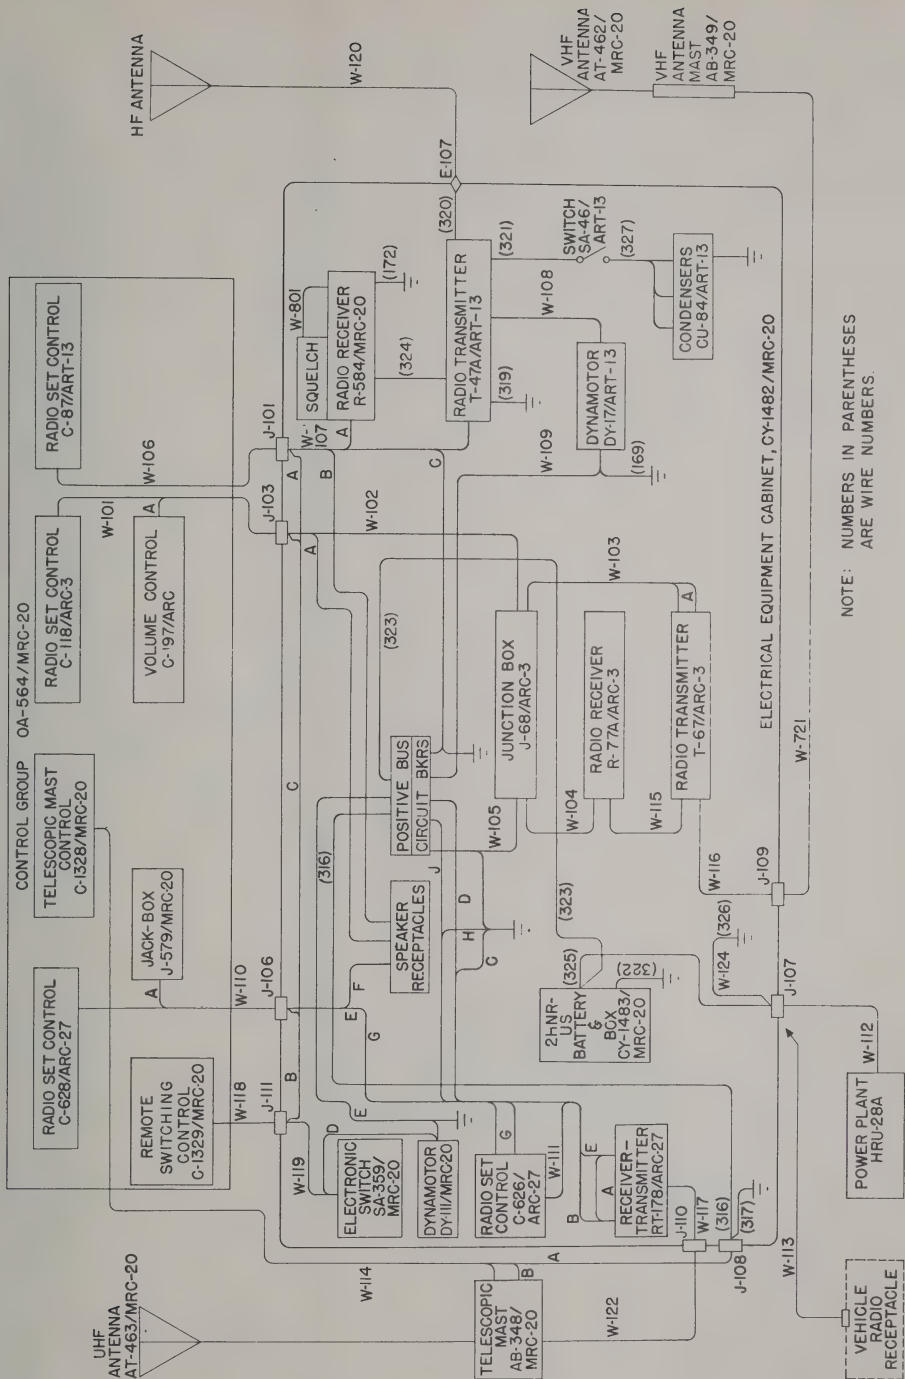 CONTROL GROUP OA-564/MRC-20
RADIO SET CONTROL
C-628/ARC-27
TELESCOPIC MAST
CONTROL
C-1328/MRC-20
RADIO SET CONTROL
C-118/ARC-3
RADIO SET CONTROL
C-87/ART-13
REMOTE
SWITCHING
CONTROL
C-1329/MRC-20
JACK-BOX
J-579/MRC-20
A
VOLUME CONTROL
C-197/ARC
A
W-101
W-106
HF ANTENNA
W-120
UHF
ANTENNA
AT-463/MRC-20
W-114
W-118
W-110
J-111
J-106
J-103
J-101
B
C
A
A
W-119
D
E
E
F
G
(316)
(323)
W-102
B
C
W-107
A
W-801
SQUELCH
RADIO RECEIVER
R-584/MRC-20
(172)
(324)
E-107
(320)
RADIO TRANSMITTER
T-47A/ART-13
(319)
(321)
W-108
SWITCH
SA-46/
ART-13
(327)
CONDENSERS
CU-84/ART-13
DYNAMOTOR
DY-17/ART-13
W-109
(169)
ELECTRONIC
SWITCH
SA-359/
MRC-20
DYNAMOTOR
DY-111/MRC20
RADIO SET
CONTROL
C-626/
ARC-27
G
W-111
B
A
E
RECEIVER-
TRANSMITTER
RT-178/ARC-27
SPEAKER
RECEPTACLES
POSITIVE BUS
CIRCUIT BKRS
J
H
D
C
W-105
JUNCTION BOX
J-68/ARC-3
W-103
W-104
RADIO RECEIVER
R-77A/ARC-3
W-115
A
RADIO TRANSMITTER
T-67/ARC-3
W-116
(323)
(325)
2hNR-
US
BATTERY
&
BOX
CY-1483/
MRC-20
(322)
W-124
(326)
J-109
J-107
J-110
W-117
(316)
(317)
J-108
A
B
TELESCOPIC
MAST
AB-348/
MRC-20
W-122
W-113
W-112
POWER PLANT
HRU-28A
VEHICLE
RADIO
RECEPTACLE
ELECTRICAL EQUIPMENT CABINET, CY-1482/MRC-20
W-721
VHF
ANTENNA
AT-462/
MRC-20
VHF
ANTENNA
MAST
AB-349/
MRC-20
NOTE: NUMBERS IN PARENTHESES
ARE WIRE NUMBERS.